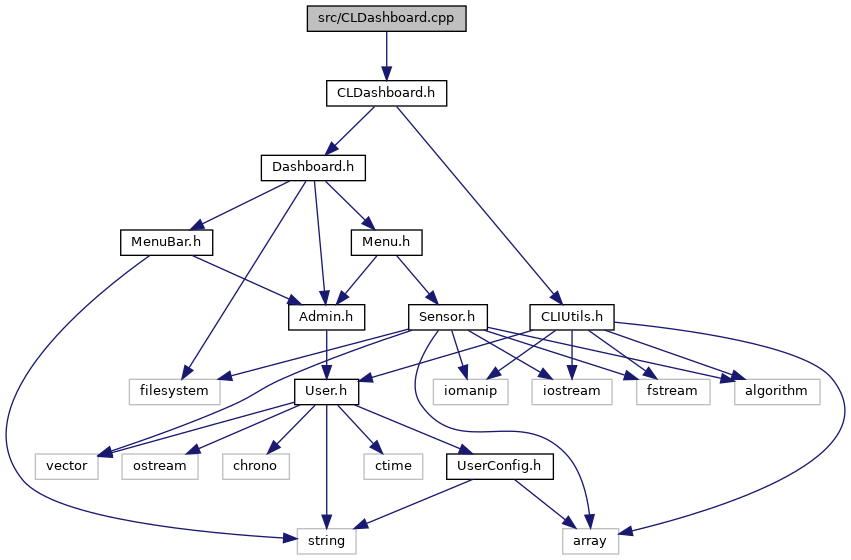 src/CLDashboard.cpp
CLDashboard.h
Dashboard.h
MenuBar.h
Menu.h
Admin.h
Sensor.h
CLIUtils.h
filesystem
User.h
iomanip
iostream
fstream
algorithm
vector
ostream
chrono
ctime
UserConfig.h
string
array